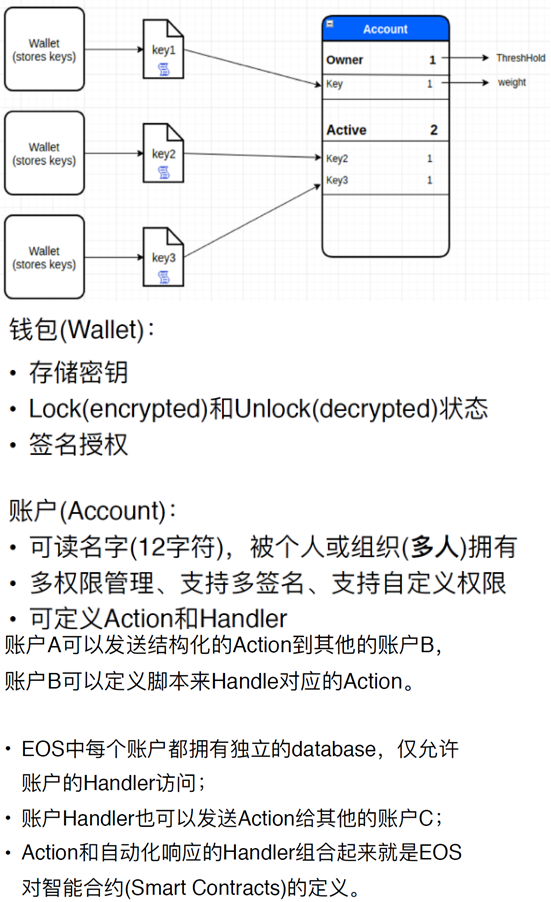 Wallet
(stores keys)
key1
Account
Owner 1
ThreshHold
Key 1
weight
Wallet
(stores keys)
key2
Active 2
Key2 1
Key3 1
Wallet
(stores keys)
key3
钱包(Wallet)：
• 存储密钥
• Lock(encrypted)和Unlock(decrypted)状态
• 签名授权
账户(Account)：
• 可读名字(12字符)，被个人或组织(多人)拥有
• 多权限管理、支持多签名、支持自定义权限
• 可定义Action和Handler
账户A可以发送结构化的Action到其他的账户B，
账户B可以定义脚本来Handle对应的Action。
• EOS中每个账户都拥有独立的database，仅允许
账户的Handler访问；
• 账户Handler也可以发送Action给其他的账户C；
• Action和自动化响应的Handler组合起来就是EOS
对智能合约(Smart Contracts)的定义。